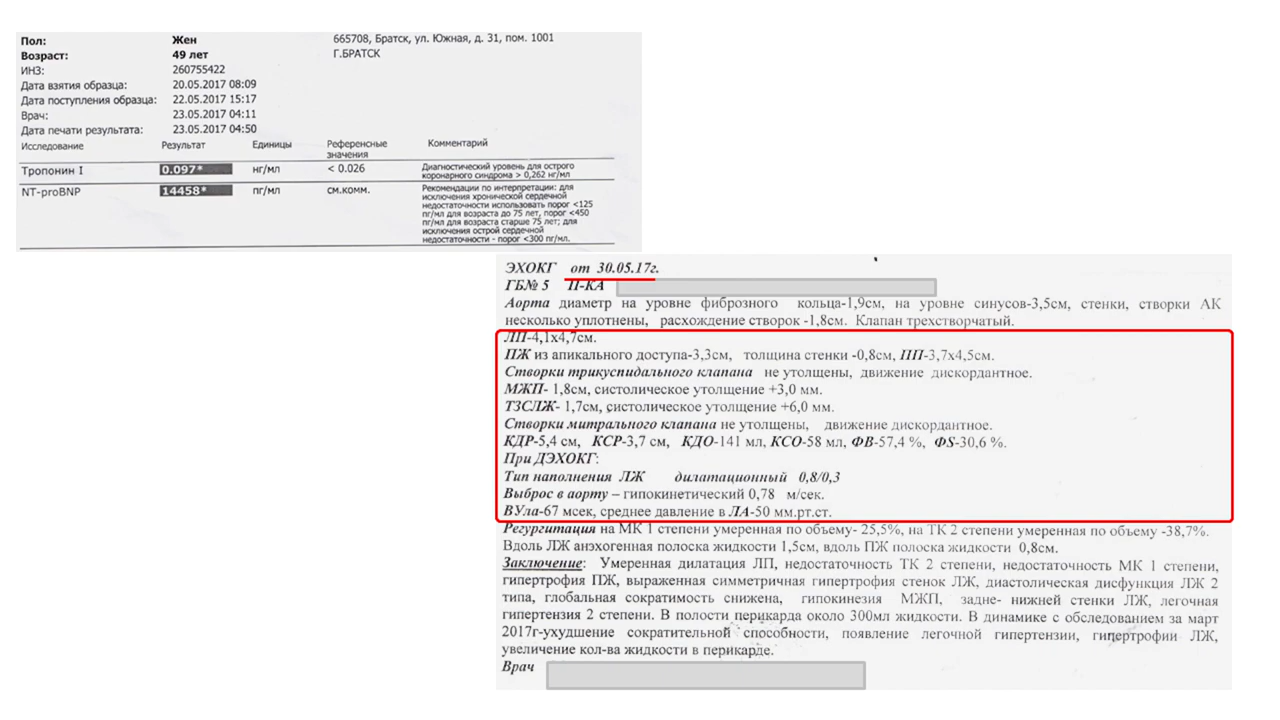 Пол: Жен 665708, Братск, ул. Южная, д. 31, пом. 1001
Возраст: 49 лет Г.БРАТСК
ИНЗ: 260755422
Дата взятия образца: 20.05.2017 08:09
Дата поступления образца: 22.05.2017 15:17
Врач: 23.05.2017 04:11
Дата печати результата: 23.05.2017 04:50
Исследование Результат Единицы Референсные значения Комментарий
Тропонин I 0.097* нг/мл < 0.026 Диагностический уровень для острого
коронарного синдрома > 0,262 нг/мл
NT-proBNP 14458* пг/мл см.комм. Рекомендации по интерпретации: для
исключения хронической сердечной
недостаточности использовать порог <125
пг/мл для возраста до 75 лет, порог <450
пг/мл для возраста старше 75 лет; для
исключения острой сердечной
недостаточности - порог <300 пг/мл.
ЭХОКГ от 30.05.17г.
ГБ№ 5 П-КА
Аорта диаметр на уровне фиброзного кольца-1,9см, на уровне синусов-3,5см, стенки, створки АК
несколько уплотнены, расхождение створок -1,8см. Клапан трехстворчатый.
ЛП-4,1х4,7см.
ПЖ из апикального доступа-3,3см, толщина стенки -0,8см, ПП-3,7х4,5см.
Створки трикуспидального клапана не утолщены, движение дискордантное.
МЖП- 1,8см, систолическое утолщение +3,0 мм.
ТЗСЛЖ- 1,7см, систолическое утолщение +6,0 мм.
Створки митрального клапана не утолщены, движение дискордантное.
КДР-5,4 см, КСР-3,7 см, КДО-141 мл, КСО-58 мл, ФВ-57,4 %, ФS-30,6 %.
При ДЭХОКГ:
Тип наполнения ЛЖ дилатационный 0,8/0,3
Выброс в аорту – гипокинетический 0,78 м/сек.
ВУла-67 мсек, среднее давление в ЛА-50 мм.рт.ст.
Регургитация на МК 1 степени умеренная по объему- 25,5%, на ТК 2 степени умеренная по объему -38,7%.
Вдоль ЛЖ анэхогенная полоска жидкости 1,5см, вдоль ПЖ полоска жидкости 0,8см.
Заключение: Умеренная дилатация ЛП, недостаточность ТК 2 степени, недостаточность МК 1 степени,
гипертрофия ПЖ, выраженная симметричная гипертрофия стенок ЛЖ, диастолическая дисфункция ЛЖ 2
типа, глобальная сократимость снижена, гипокинезия МЖП, задне- нижней стенки ЛЖ, легочная
гипертензия 2 степени. В полости перикарда около 300мл жидкости. В динамике с обследованием за март
2017г-ухудшение сократительной способности, появление легочной гипертензии, гипертрофии ЛЖ,
увеличение кол-ва жидкости в перикарде.
Врач